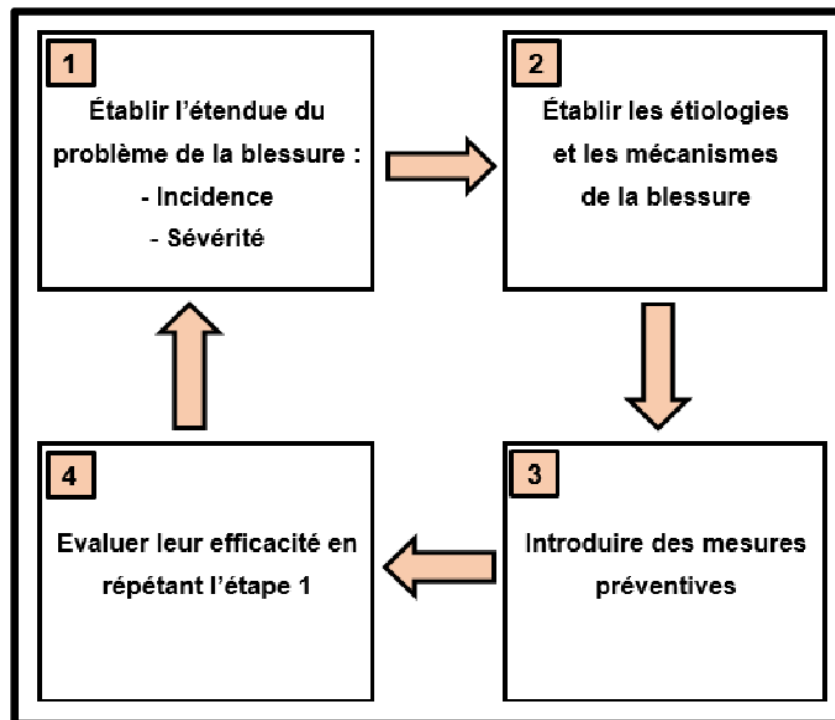 1
Établir l'étendue du
problème de la blessure :
- Incidence
- Sévérité
2
Établir les étiologies
et les mécanismes
de la blessure
3
Introduire des mesures
préventives
4
Evaluer leur efficacité en
répétant l'étape 1